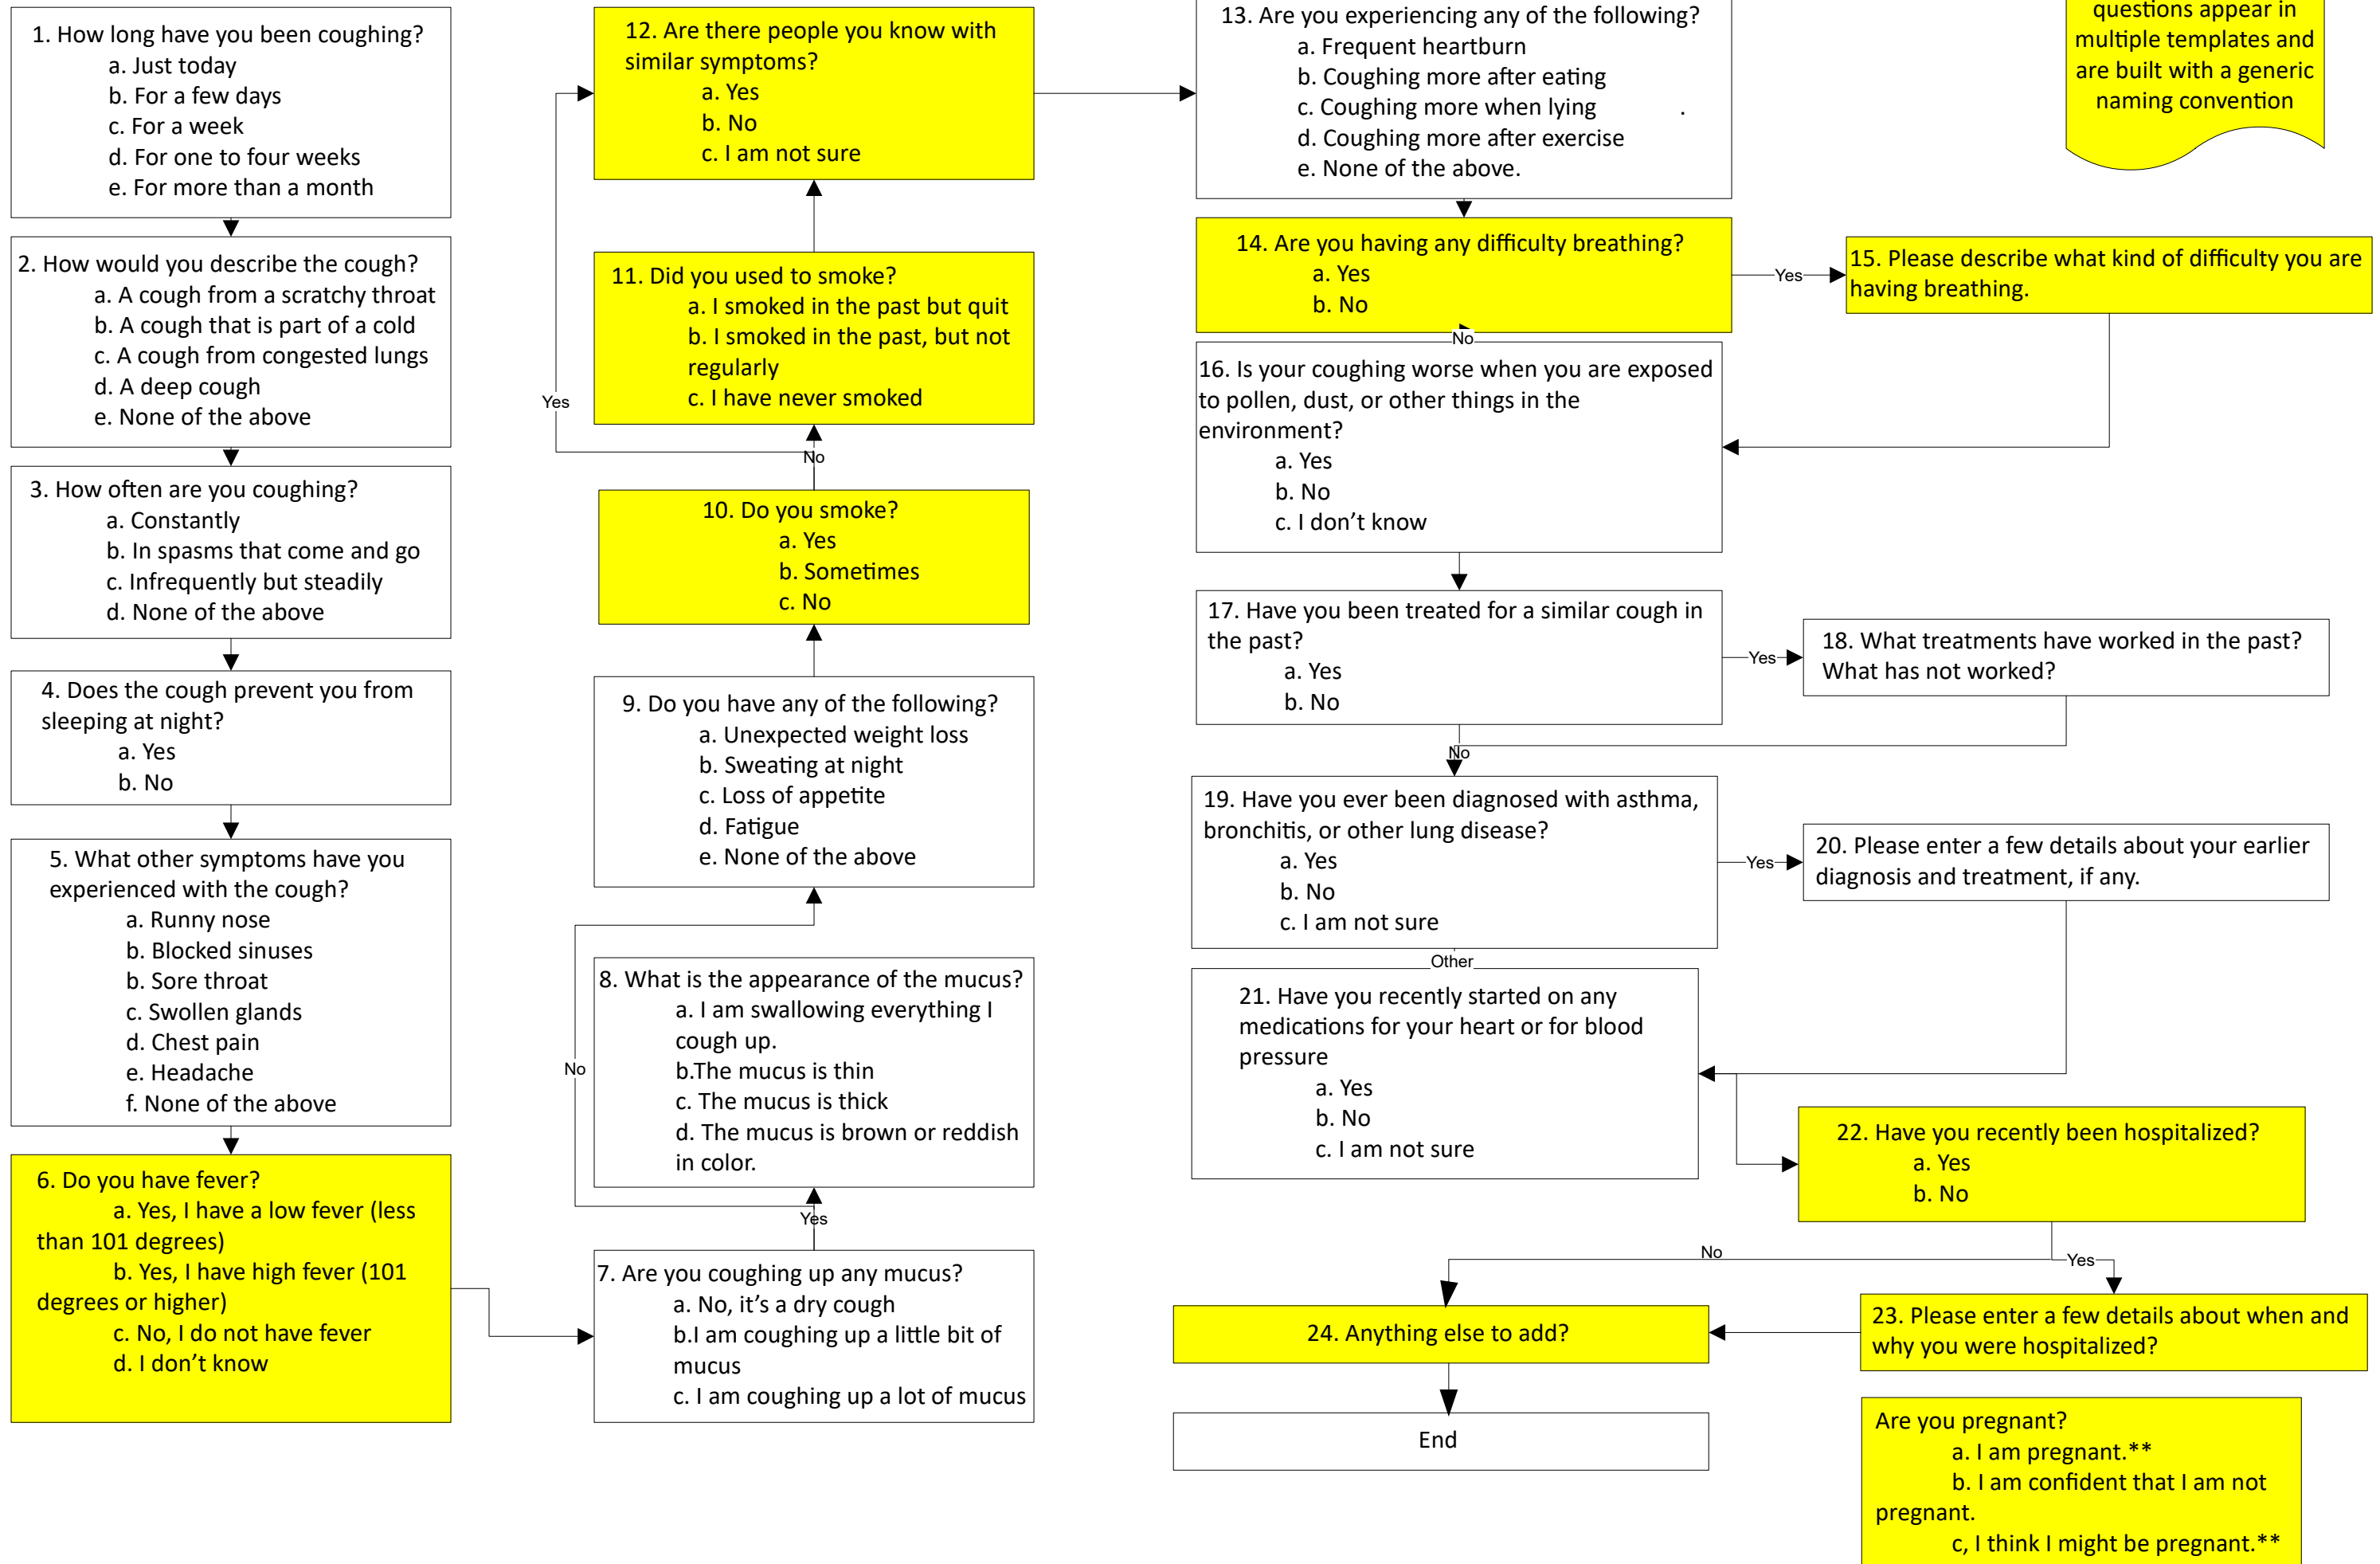 1. How long have you been coughing?
a. Just today
b. For a few days
c. For a week
d. For one to four weeks
e. For more than a month
2. How would you describe the cough?
a. A cough from a scratchy throat
b. A cough that is part of a cold
c. A cough from congested lungs
d. A deep cough
e. None of the above
3. How often are you coughing?
a. Constantly
b. In spasms that come and go
c. Infrequently but steadily
d. None of the above
4. Does the cough prevent you from
sleeping at night?
a. Yes
b. No
5. What other symptoms have you
experienced with the cough?
a. Runny nose
b. Blocked sinuses
b. Sore throat
c. Swollen glands
d. Chest pain
e. Headache
f. None of the above
6. Do you have fever?
a. Yes, I have a low fever (less
than 101 degrees)
b. Yes, I have high fever (101
degrees or higher)
c. No, I do not have fever
d. I don’t know
7. Are you coughing up any mucus?
a. No, it’s a dry cough
b.I am coughing up a little bit of
mucus
c. I am coughing up a lot of mucus
Yes
No
8. What is the appearance of the mucus?
a. I am swallowing everything I
cough up.
b.The mucus is thin
c. The mucus is thick
d. The mucus is brown or reddish
in color.
9. Do you have any of the following?
a. Unexpected weight loss
b. Sweating at night
c. Loss of appetite
d. Fatigue
e. None of the above
10. Do you smoke?
a. Yes
b. Sometimes
c. No
No
Yes
11. Did you used to smoke?
a. I smoked in the past but quit
b. I smoked in the past, but not
regularly
c. I have never smoked
12. Are there people you know with
similar symptoms?
a. Yes
b. No
c. I am not sure
13. Are you experiencing any of the following?
a. Frequent heartburn
b. Coughing more after eating
c. Coughing more when lying .
d. Coughing more after exercise
e. None of the above.
14. Are you having any difficulty breathing?
a. Yes
b. No
Yes
No
15. Please describe what kind of difficulty you are
having breathing.
16. Is your coughing worse when you are exposed
to pollen, dust, or other things in the
environment?
a. Yes
b. No
c. I don’t know
17. Have you been treated for a similar cough in
the past?
a. Yes
b. No
Yes
No
18. What treatments have worked in the past?
What has not worked?
19. Have you ever been diagnosed with asthma,
bronchitis, or other lung disease?
a. Yes
b. No
c. I am not sure
Yes
Other
20. Please enter a few details about your earlier
diagnosis and treatment, if any.
21. Have you recently started on any
medications for your heart or for blood
pressure
a. Yes
b. No
c. I am not sure
22. Have you recently been hospitalized?
a. Yes
b. No
No
Yes
23. Please enter a few details about when and
why you were hospitalized?
24. Anything else to add?
End
Are you pregnant?
a. I am pregnant.**
b. I am confident that I am not
pregnant.
c, I think I might be pregnant.**
questions appear in
multiple templates and
are built with a generic
naming convention